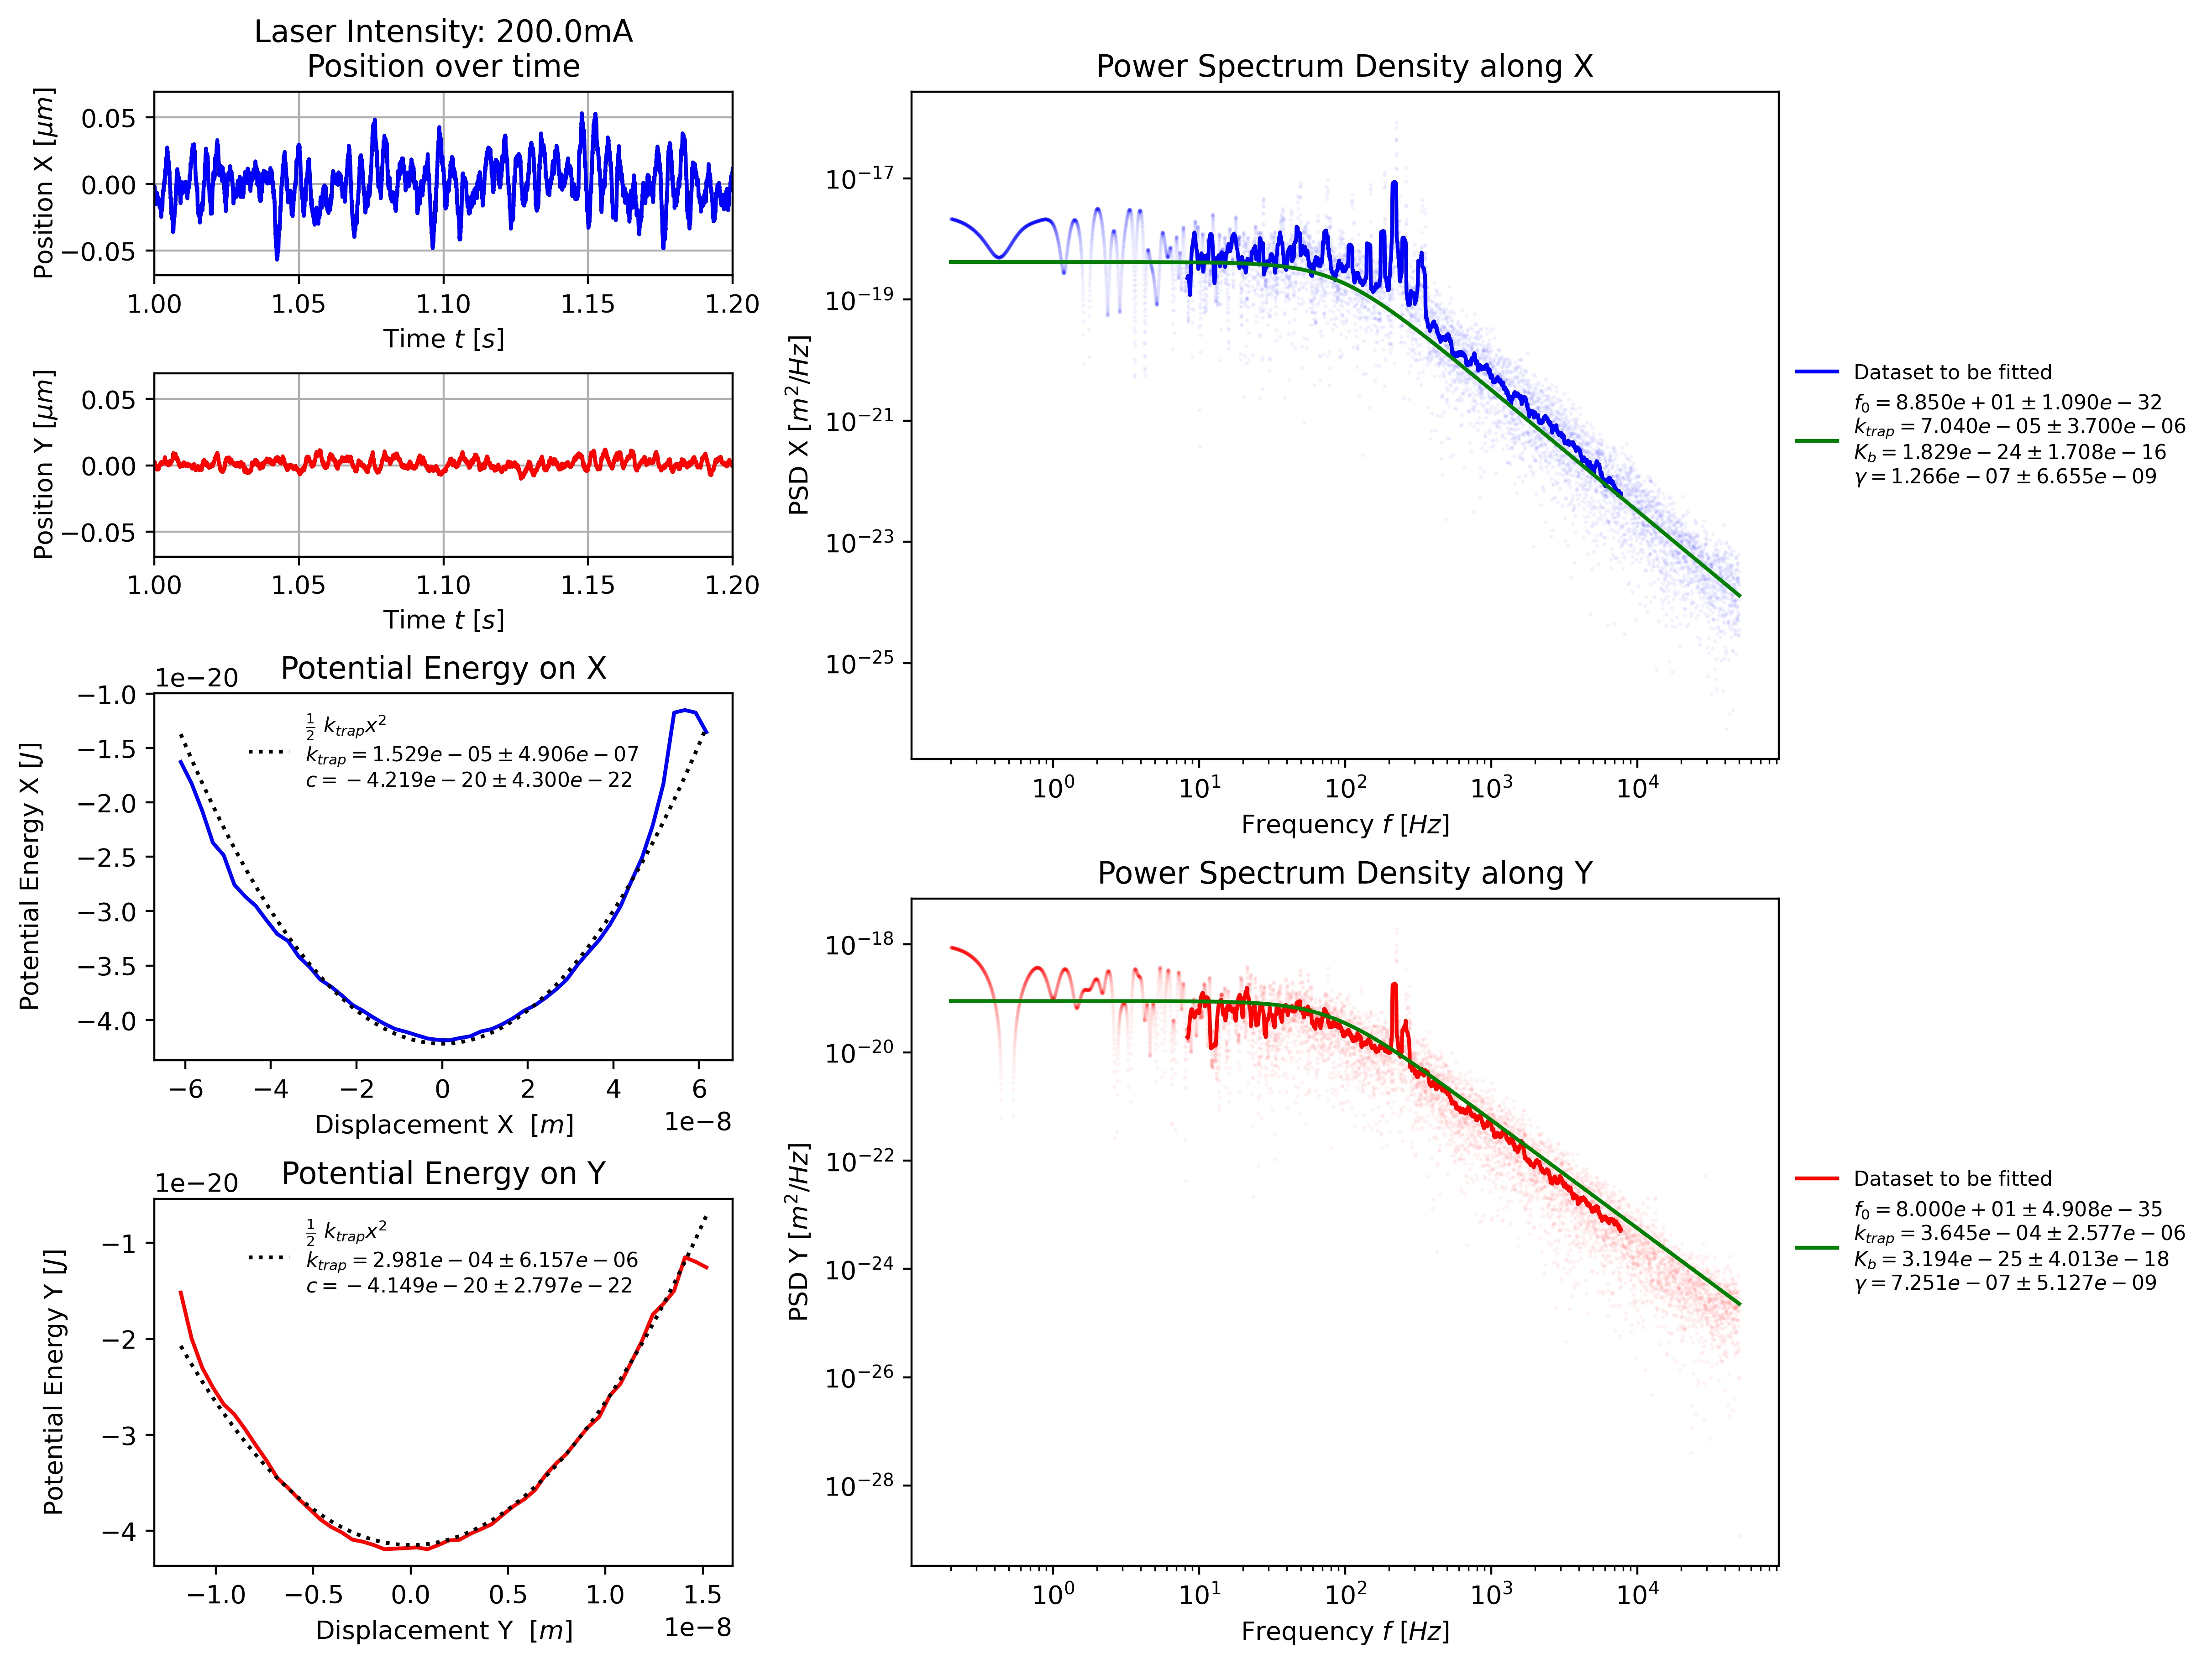 Laser Intensity: 200.0mA
Position over time
Position X [μm]
0.05
0.00
−0.05
1.00 1.05 1.10 1.15 1.20
Time t [s]
Position Y [μm]
0.05
0.00
−0.05
1.00 1.05 1.10 1.15 1.20
Time t [s]
1e−20
Potential Energy on X
Potential Energy X [J]
−1.0
−1.5
−2.0
−2.5
−3.0
−3.5
−4.0
½ k_trap x²
k_trap = 1.529e − 05 ± 4.906e − 07
c = − 4.219e − 20 ± 4.300e − 22
−6 −4 −2 0 2 4 6
Displacement X [m]
1e−8
1e−20
Potential Energy on Y
Potential Energy Y [J]
−1
−2
−3
−4
½ k_trap x²
k_trap = 2.981e − 04 ± 6.157e − 06
c = − 4.149e − 20 ± 2.797e − 22
−1.0 −0.5 0.0 0.5 1.0 1.5
Displacement Y [m]
1e−8
Power Spectrum Density along X
PSD X [m²/Hz]
10⁻¹⁷
10⁻¹⁹
10⁻²¹
10⁻²³
10⁻²⁵
10⁰ 10¹ 10² 10³ 10⁴
Frequency f [Hz]
Dataset to be fitted
f₀ = 8.850e + 01 ± 1.090e − 32
k_trap = 7.040e − 05 ± 3.700e − 06
K_b = 1.829e − 24 ± 1.708e − 16
γ = 1.266e − 07 ± 6.655e − 09
Power Spectrum Density along Y
PSD Y [m²/Hz]
10⁻¹⁸
10⁻²⁰
10⁻²²
10⁻²⁴
10⁻²⁶
10⁻²⁸
10⁰ 10¹ 10² 10³ 10⁴
Frequency f [Hz]
Dataset to be fitted
f₀ = 8.000e + 01 ± 4.908e − 35
k_trap = 3.645e − 04 ± 2.577e − 06
K_b = 3.194e − 25 ± 4.013e − 18
γ = 7.251e − 07 ± 5.127e − 09